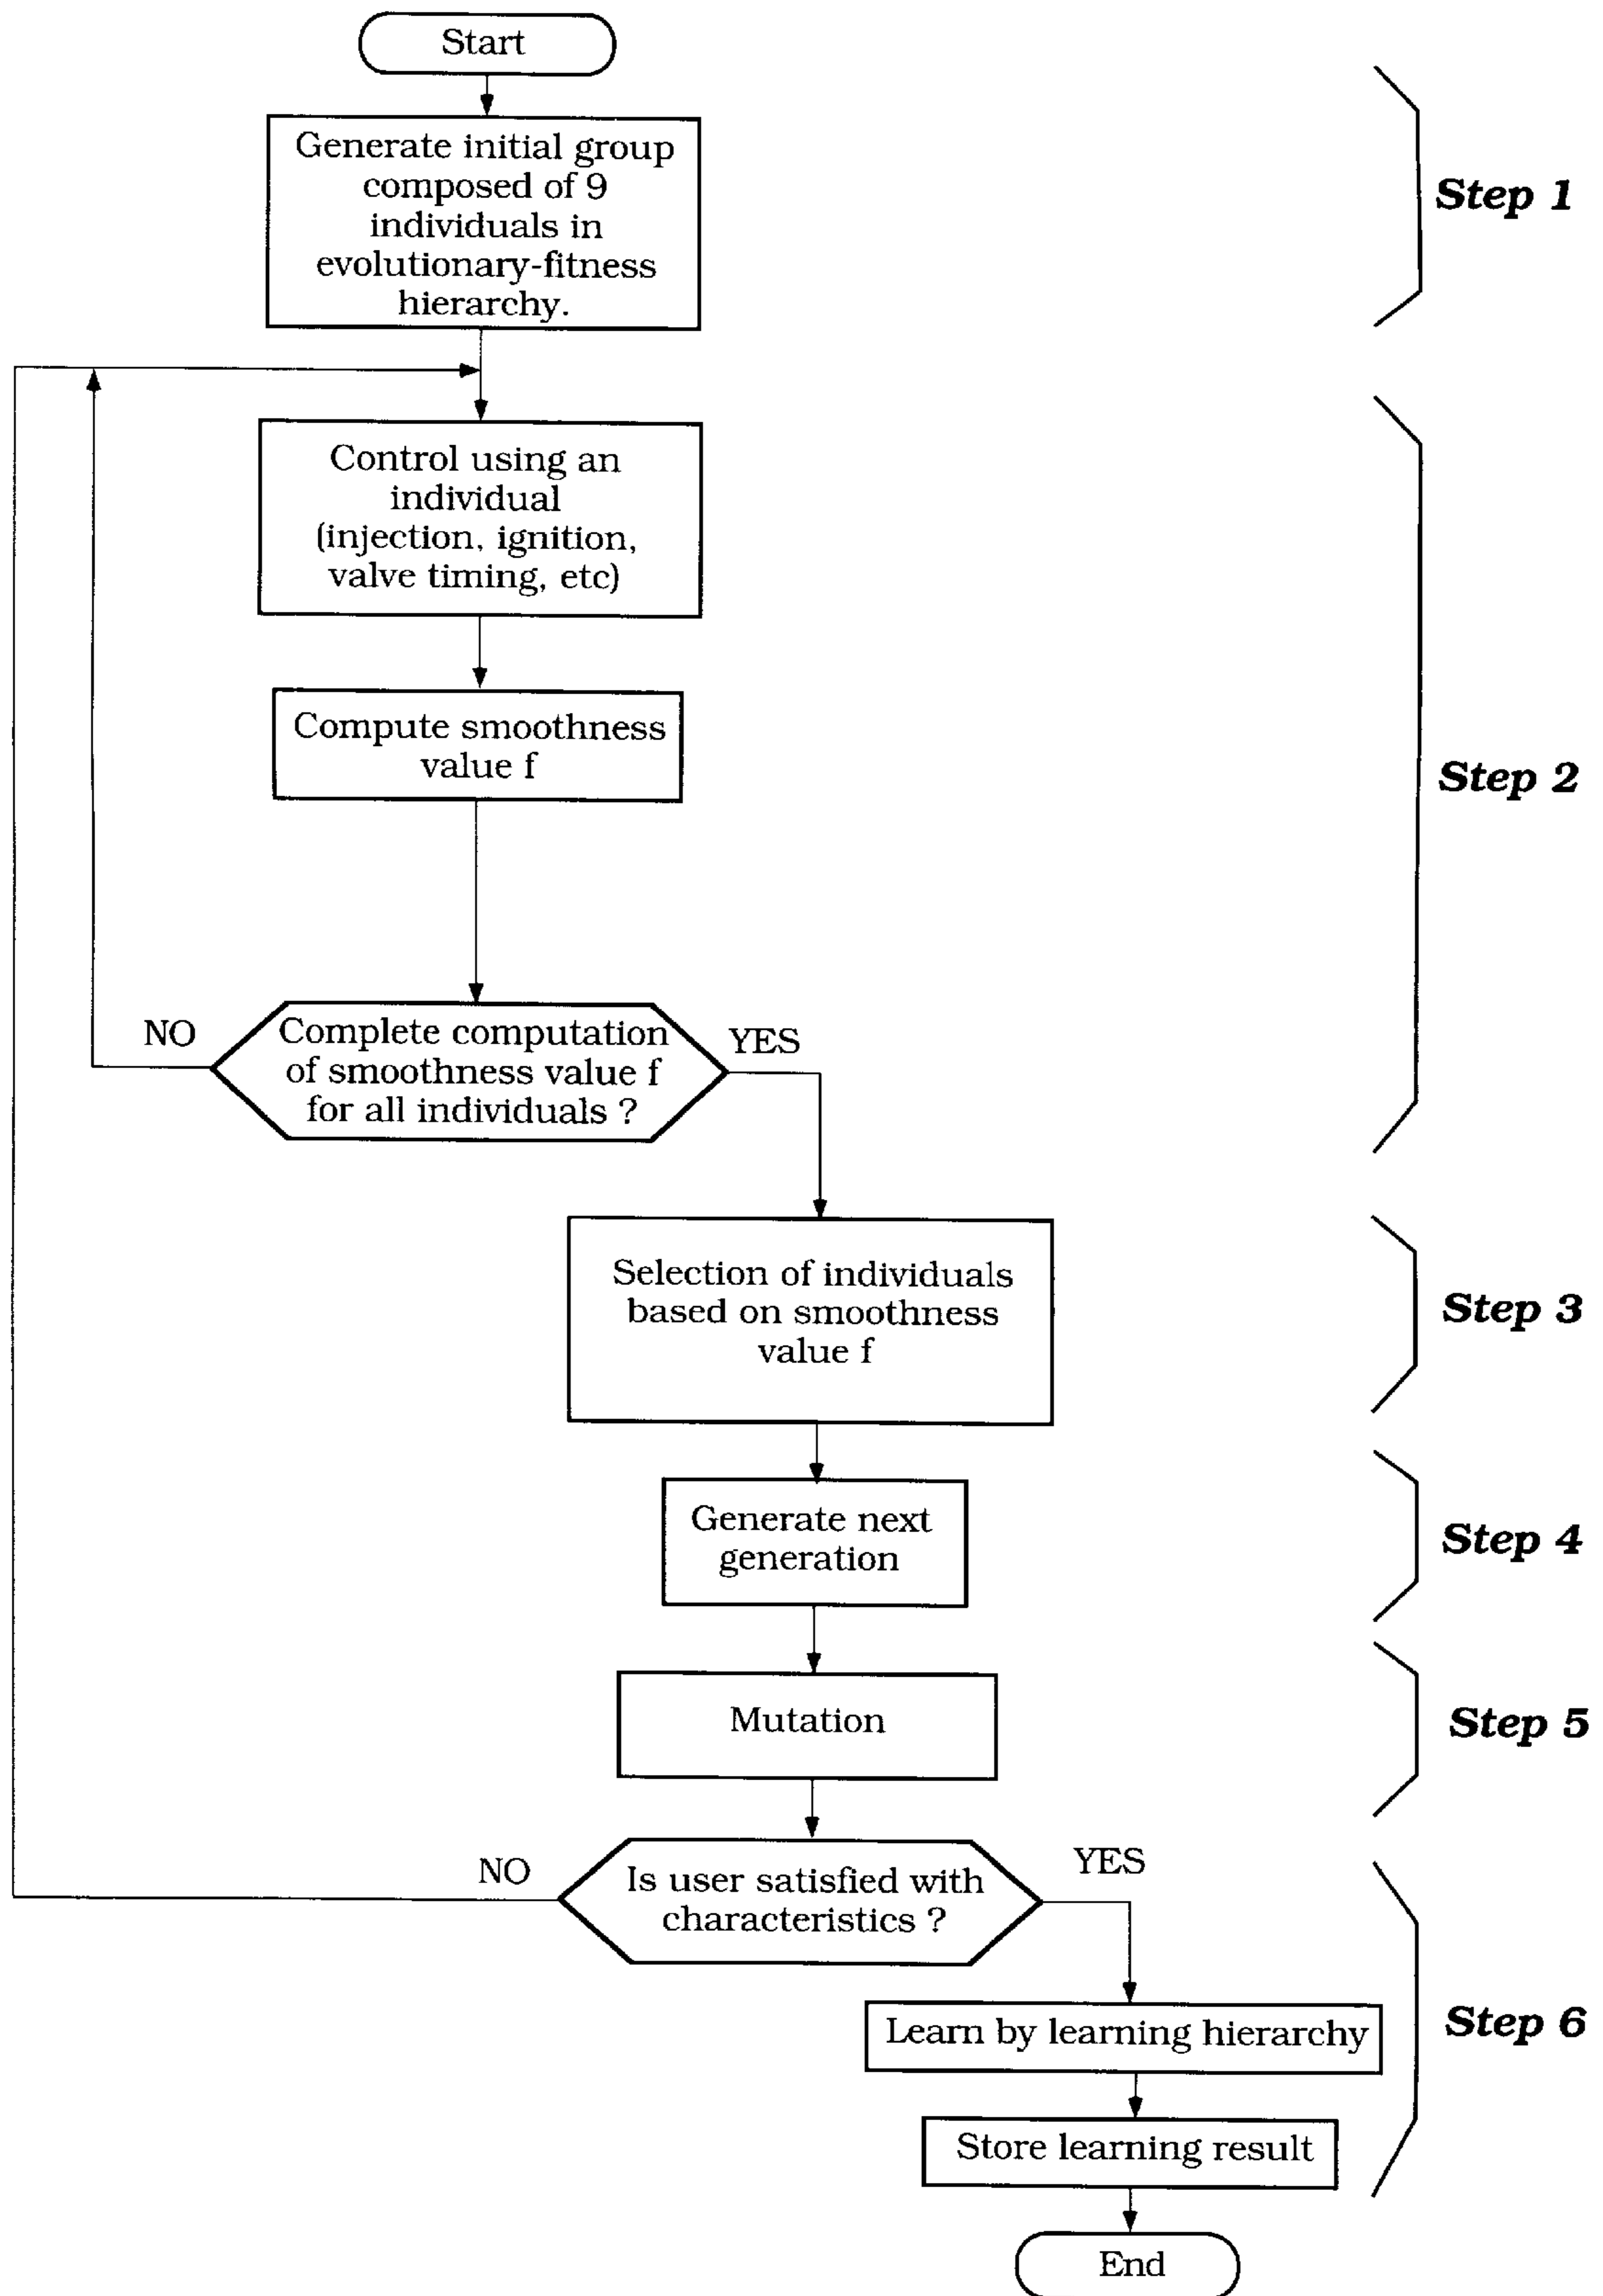 Start
Generate initial group
composed of 9
individuals in
evolutionary-fitness
hierarchy.
Step 1
Control using an
individual
(injection, ignition,
valve timing, etc)
Compute smoothness
value f
Step 2
NO
Complete computation
of smoothness value f
for all individuals ?
YES
Selection of individuals
based on smoothness
value f
Step 3
Generate next
generation
Step 4
Mutation
Step 5
NO
Is user satisfied with
characteristics ?
YES
Learn by learning hierarchy
Step 6
Store learning result
End